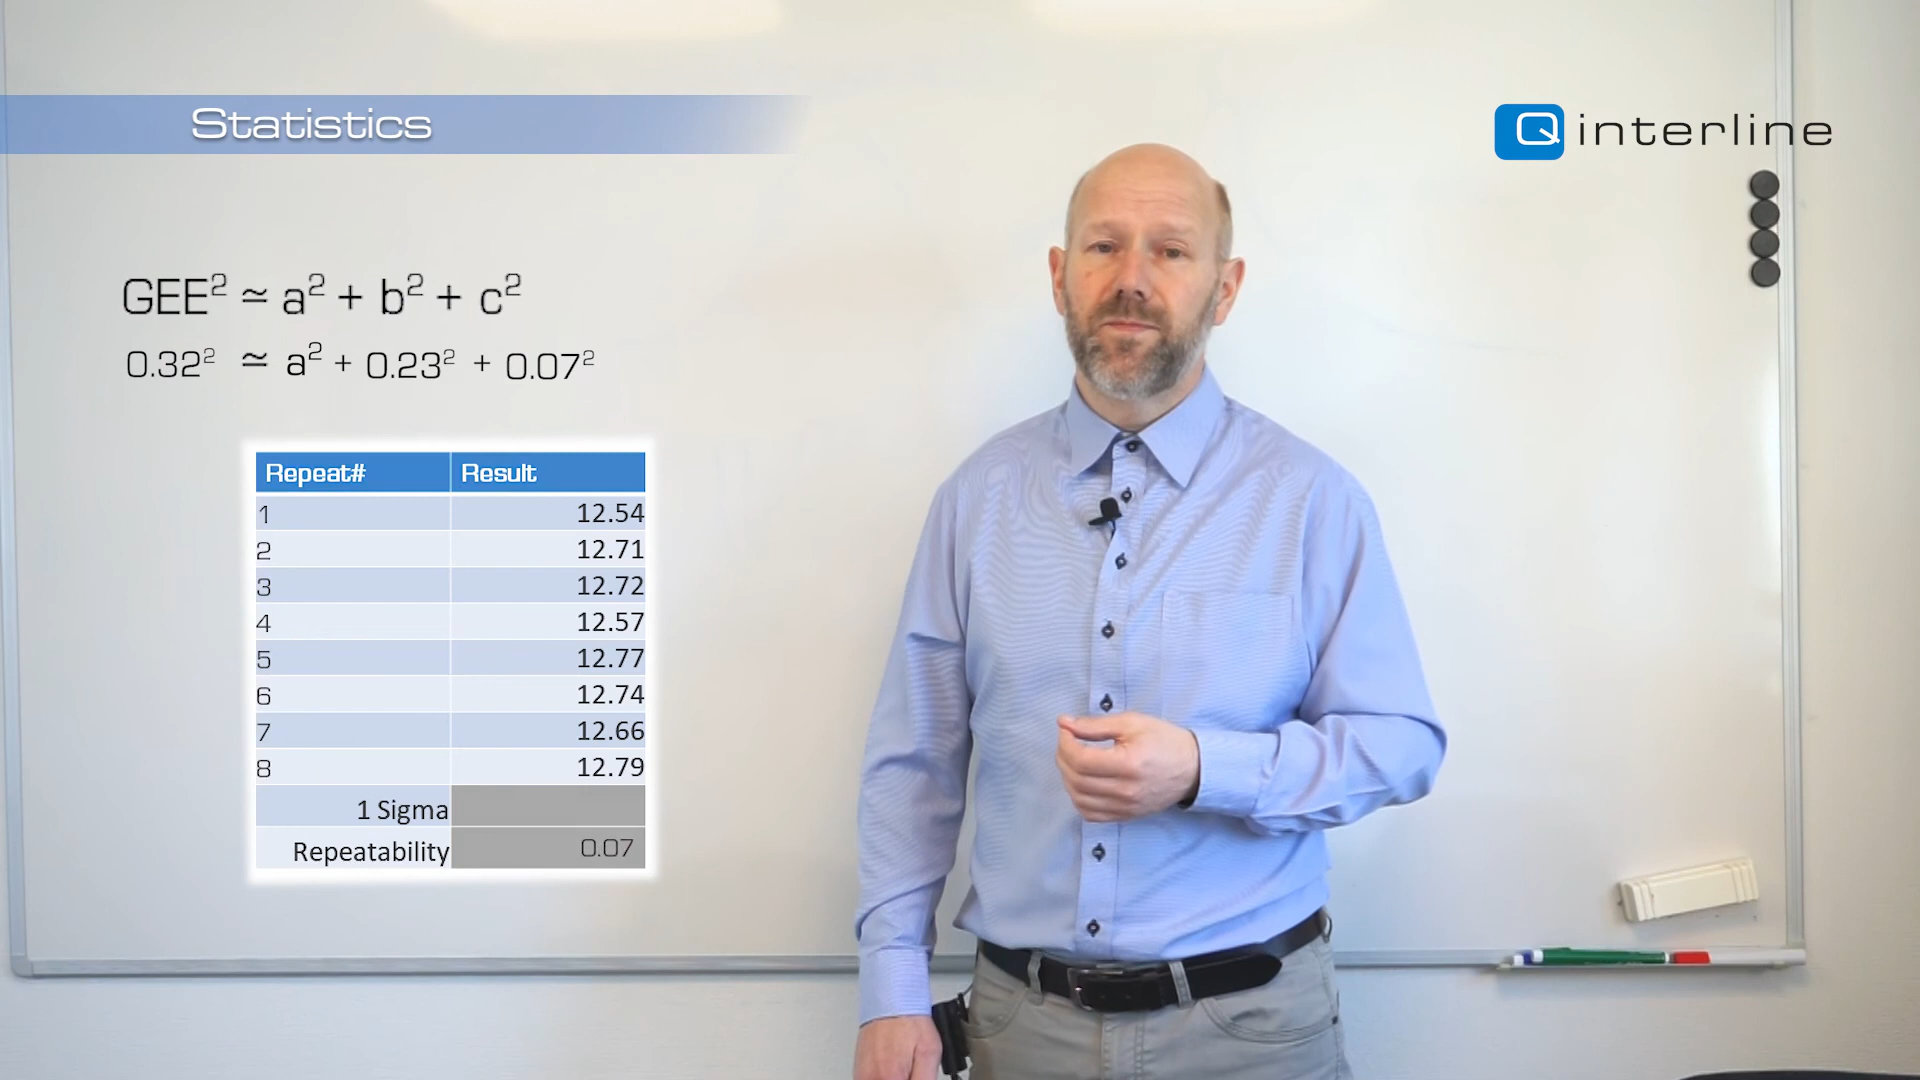 Statistics
Q interline
GEE² ≃ a² + b² + c²
0.32² ≃ a² + 0.23² + 0.07²
Repeat# Result
1 12.54
2 12.71
3 12.72
4 12.57
5 12.77
6 12.74
7 12.66
8 12.79
1 Sigma
Repeatability 0.07